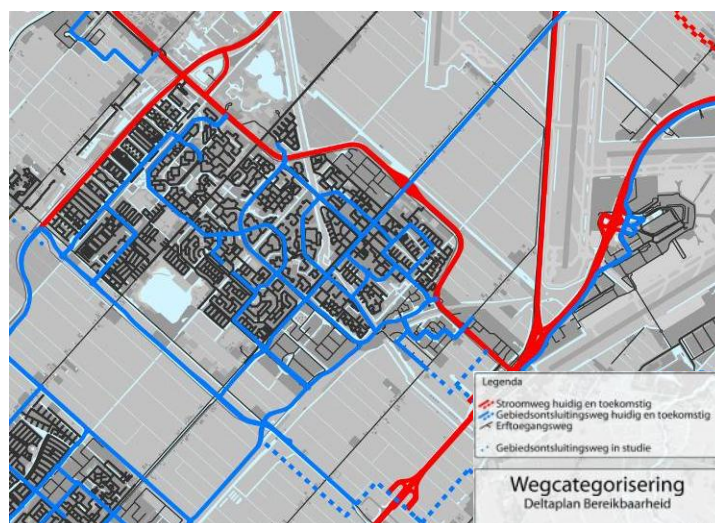 Legenda
Stroomweg huidig en toekomstig
Gebiedsontsluitingsweg huidig en toekomstig
Erftoegangsweg
Gebiedsontsluitingsweg in studie
Wegcategorisering
Deltaplan Bereikbaarheid